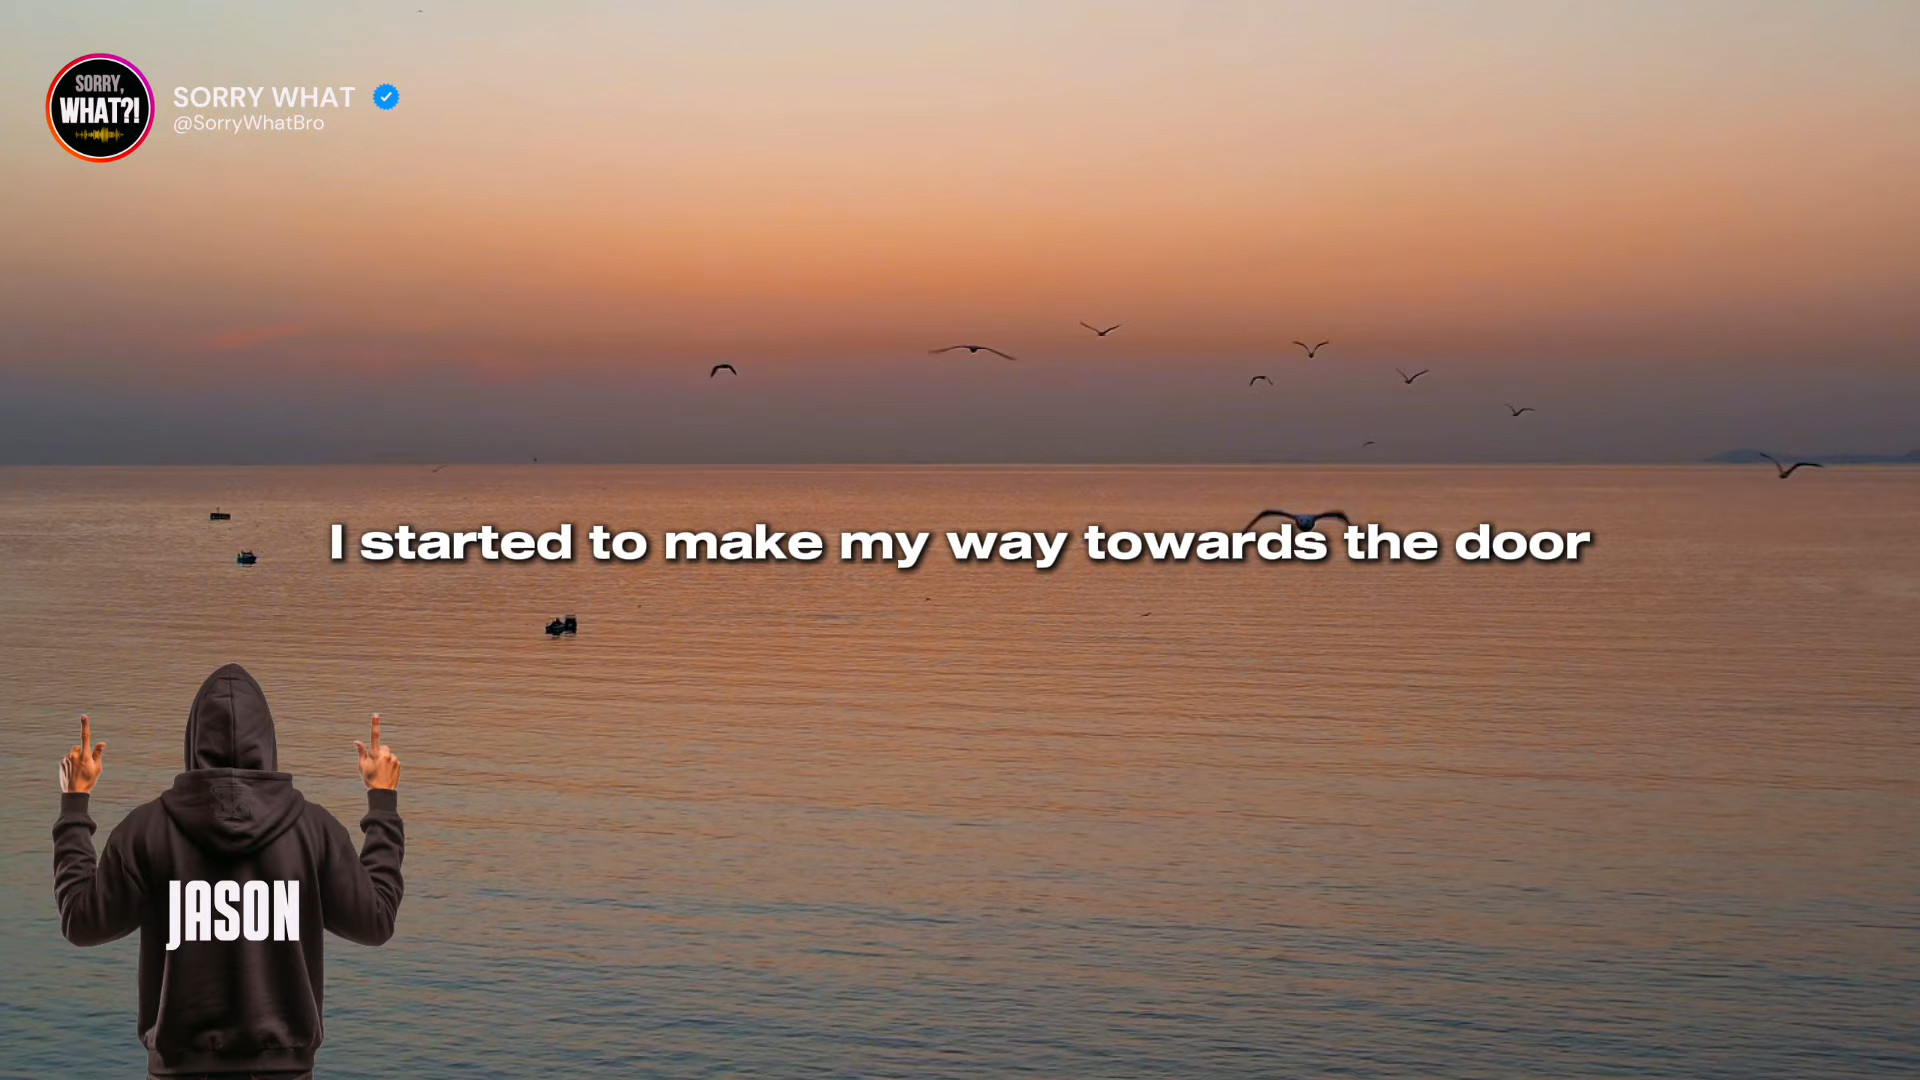 SORRY,
WHAT?!
SORRY WHAT
@SorryWhatBro
I started to make my way towards the door
JASON